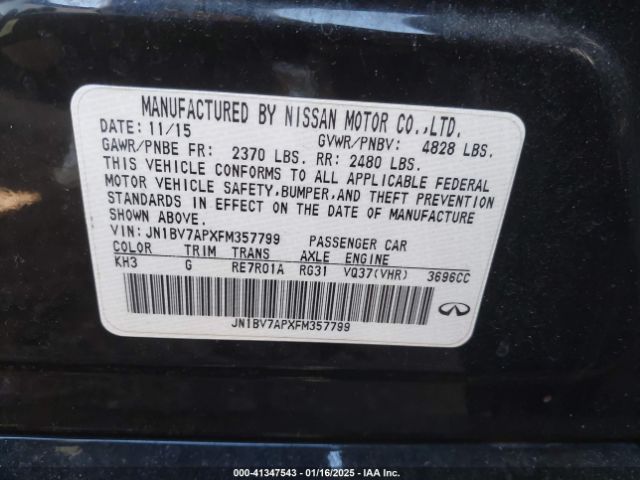 MANUFACTURED BY NISSAN MOTOR CO.,LTD.
DATE: 11/15 GVWR/PNBV: 4828 LBS.
GAWR/PNBE FR: 2370 LBS. RR: 2480 LBS.
THIS VEHICLE CONFORMS TO ALL APPLICABLE FEDERAL
MOTOR VEHICLE SAFETY,BUMPER,AND THEFT PREVENTION
STANDARDS IN EFFECT ON THE DATE OF MANUFACTURE
SHOWN ABOVE.
VIN:JN1BV7APXFM357799 PASSENGER CAR
COLOR TRIM TRANS AXLE ENGINE
KH3 G RE7R01A RG31 VQ37(VHR) 3696CC
JN1BV7APXFM357799
© 41347543 - 01/16/2025 - IAA Inc.